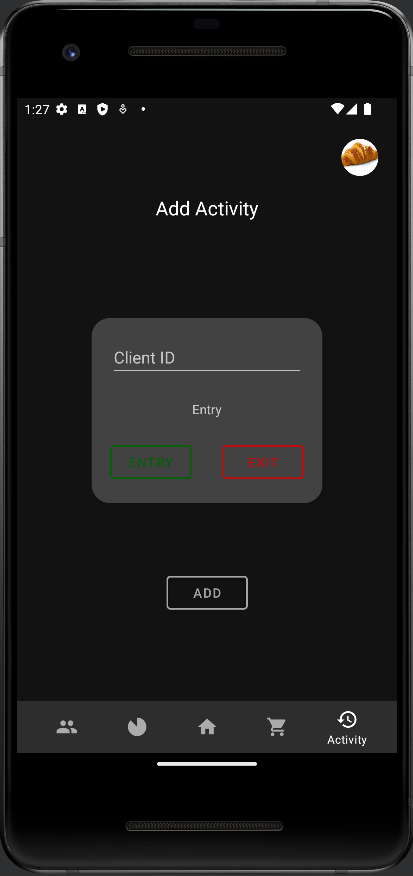 1:27
Add Activity
Client ID
Entry
ENTRY EXIT
ADD
Activity